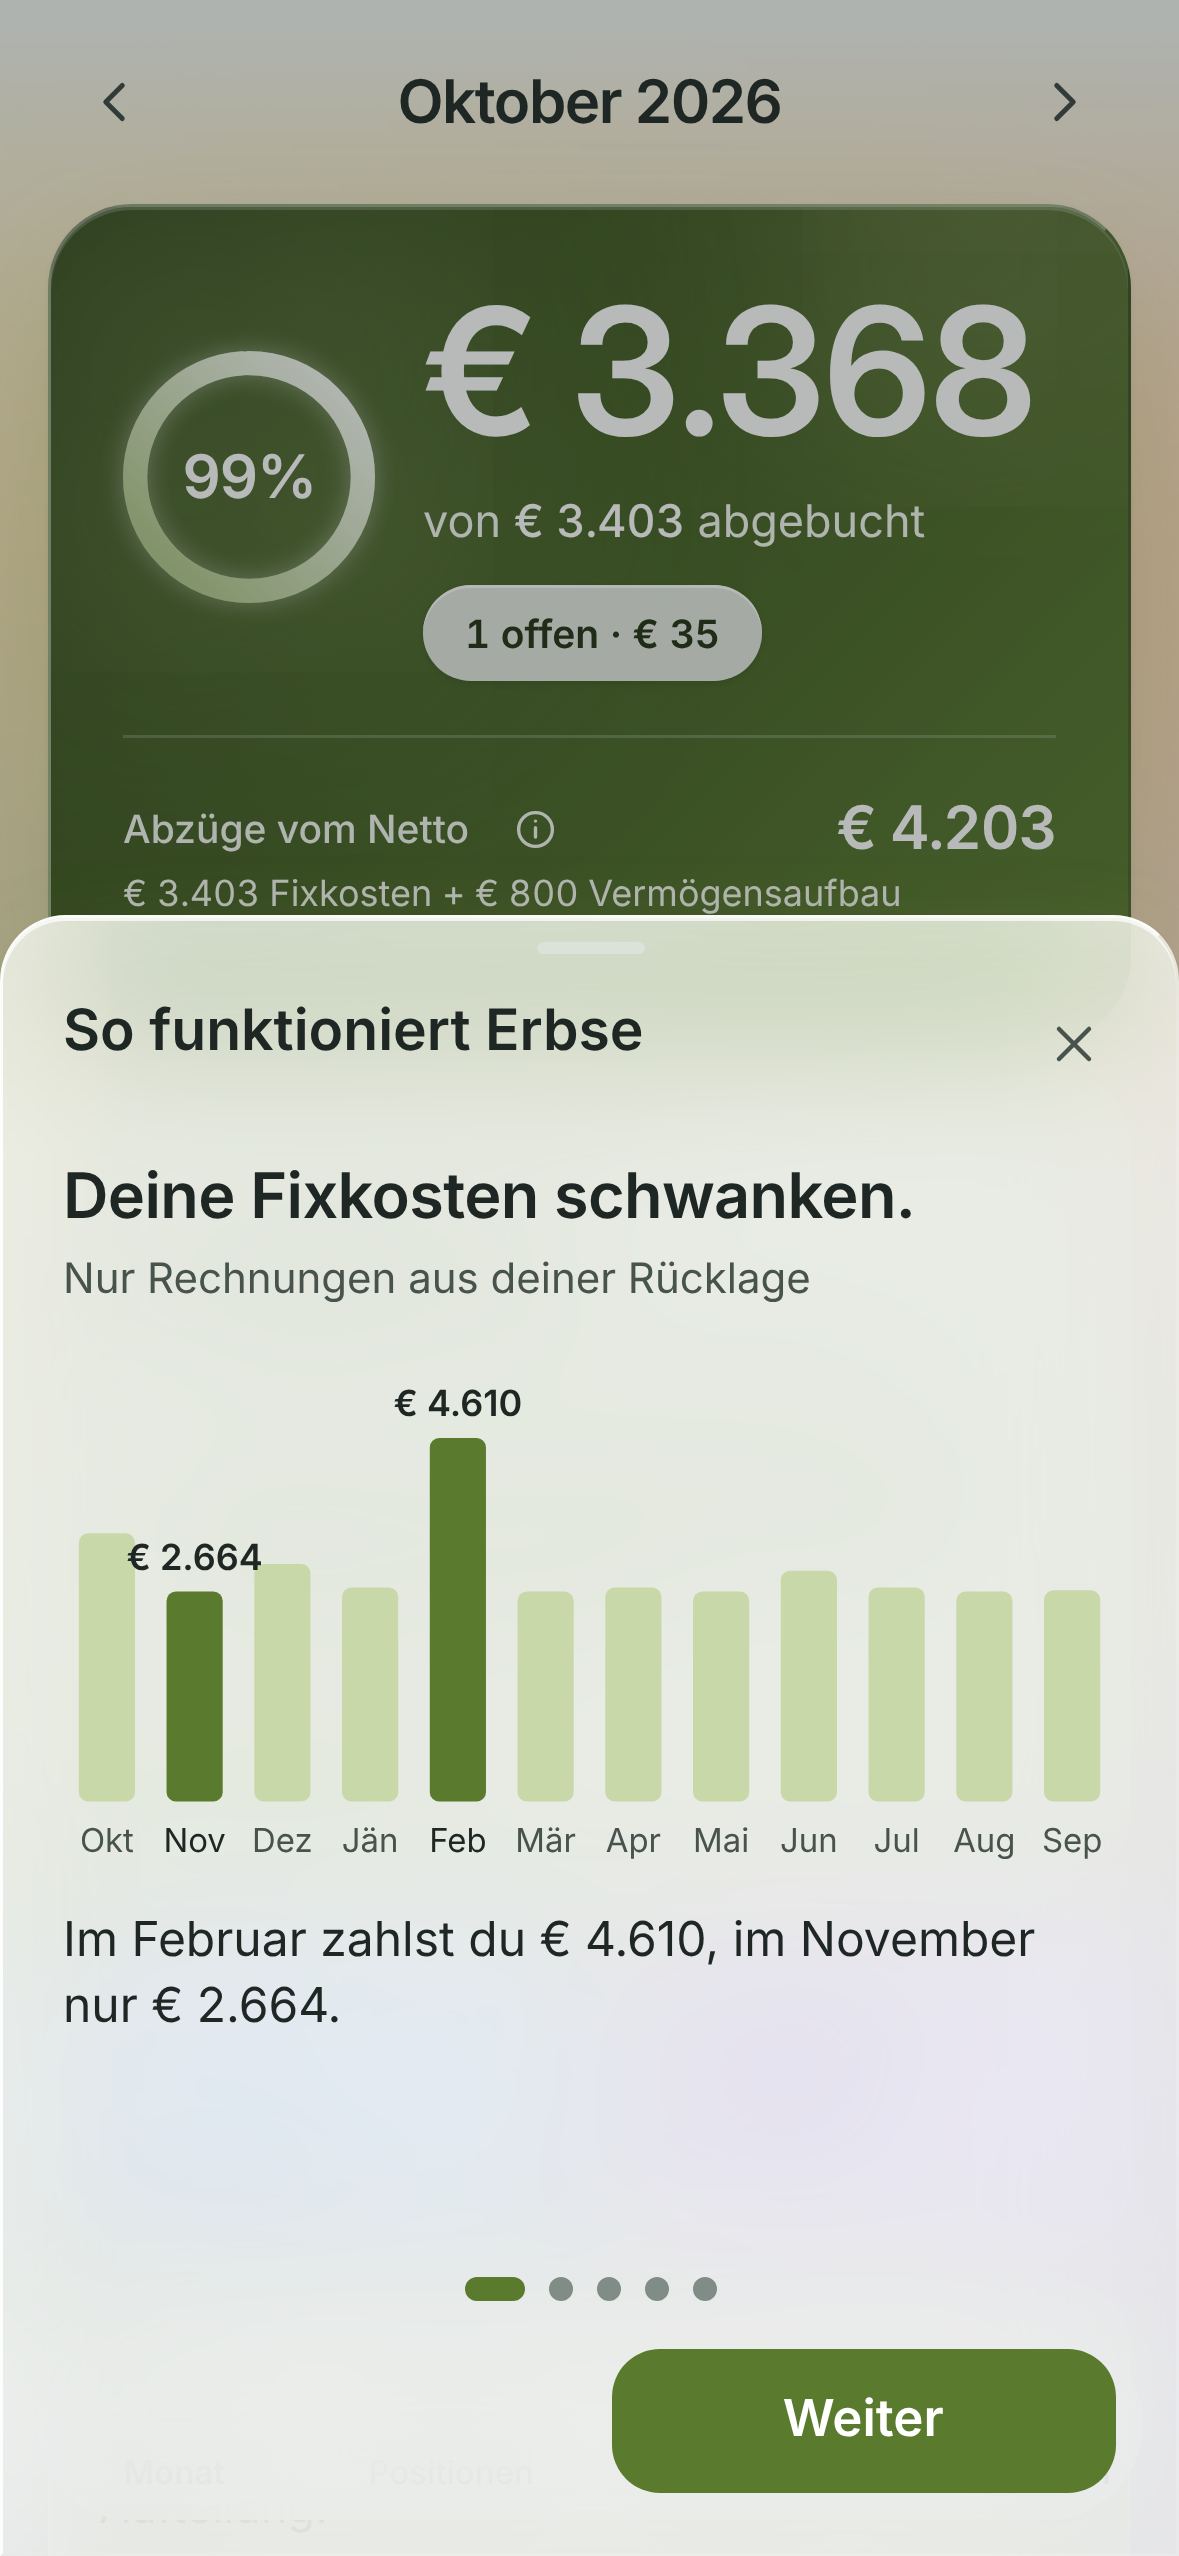 Oktober 2026
€ 3.368
99%
von € 3.403 abgebucht
1 offen · € 35
Abzüge vom Netto
€ 4.203
€ 3.403 Fixkosten + € 800 Vermögensaufbau
So funktioniert Erbse
Deine Fixkosten schwanken.
Nur Rechnungen aus deiner Rücklage
€ 4.610
€ 2.664
Okt Nov Dez Jän Feb Mär Apr Mai Jun Jul Aug Sep
Im Februar zahlst du € 4.610, im November
nur € 2.664.
Weiter
Monat Positionen